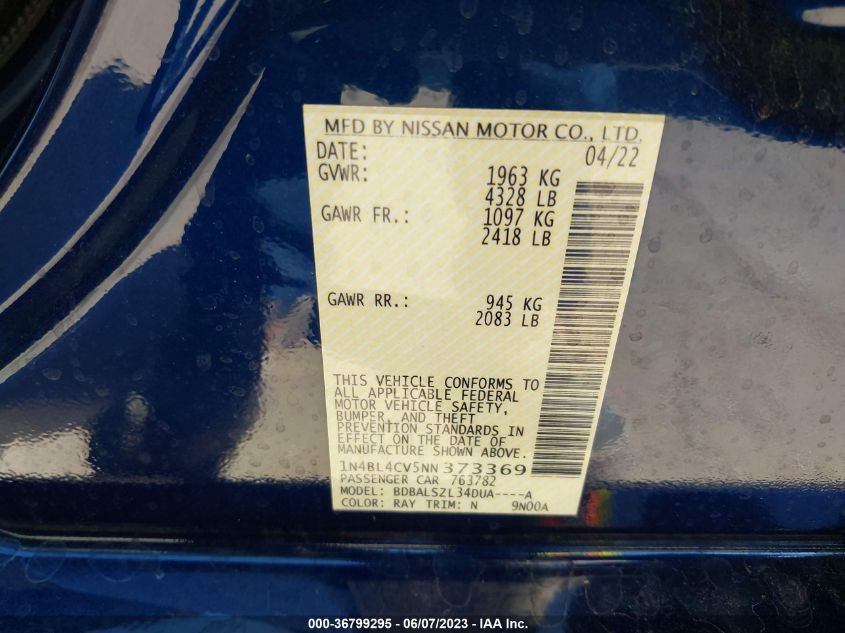 MFD BY NISSAN MOTOR CO., LTD.
DATE: 04/22
GVWR: 1963 KG
4328 LB
GAWR FR.: 1097 KG
2418 LB
GAWR RR.: 945 KG
2083 LB
THIS VEHICLE CONFORMS TO
ALL APPLICABLE FEDERAL
MOTOR VEHICLE SAFETY,
BUMPER, AND THEFT
PREVENTION STANDARDS IN
EFFECT ON THE DATE OF
MANUFACTURE SHOWN ABOVE.
1N4BL4CV5NN373369
PASSENGER CAR 763782
MODEL: BDBALSZL34DUA----A
COLOR: RAY TRIM: N 9N00A
000-36799295 - 06/07/2023 - IAA Inc.